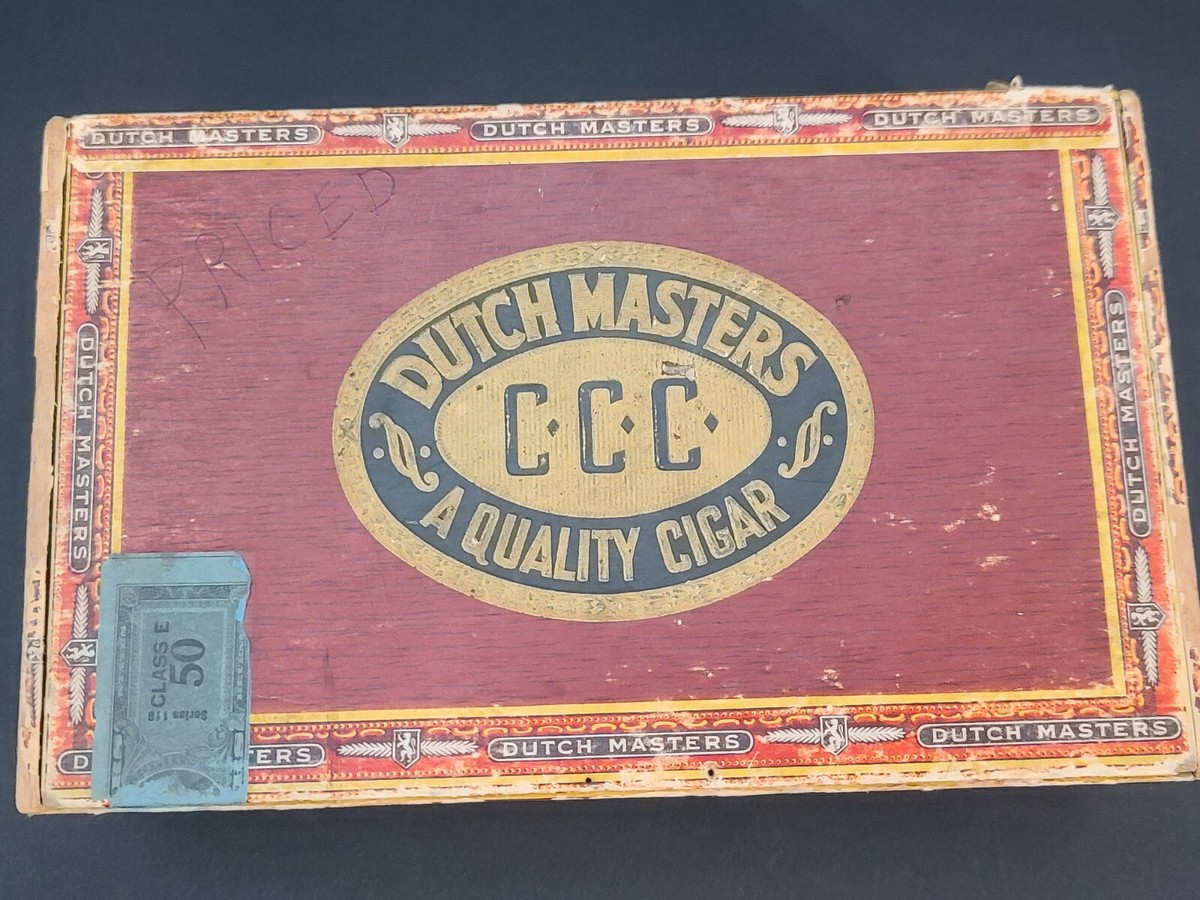 DUTCH MASTERS
DUTCH MASTERS
DUTCH MASTERS
PRICED
DUTCH MASTERS
C·C·C·
A QUALITY CIGAR
DUTCH MASTERS
DUTCH MASTERS
CLASS E
50
Series 118
D
ERS
DUTCH MASTERS
DUTCH MASTERS